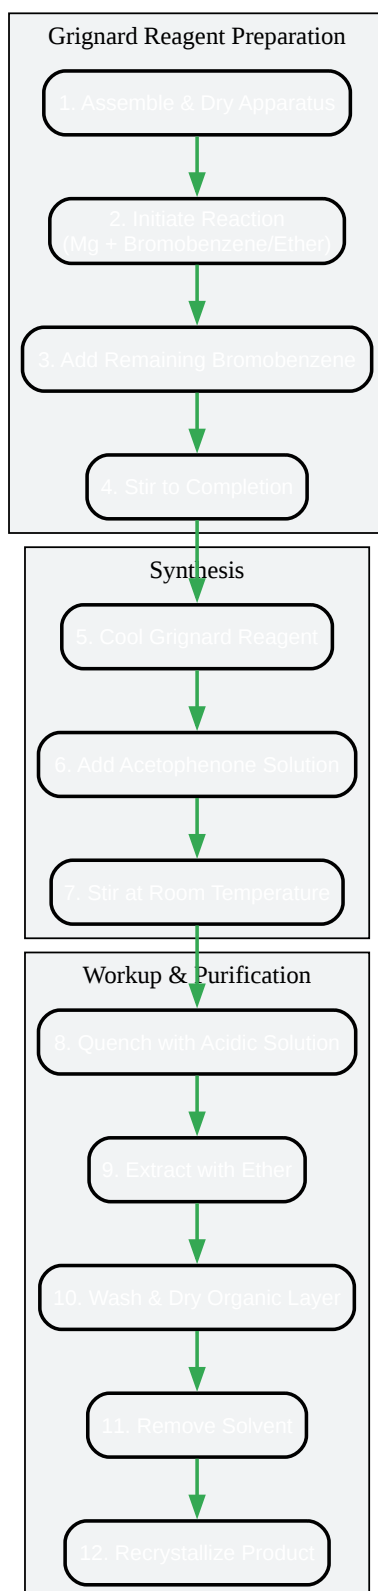 Grignard Reagent Preparation
1. Assemble & Dry Apparatus
2. Initiate Reaction
(Mg + Bromobenzene/Ether)
3. Add Remaining Bromobenzene
4. Stir to Completion
Synthesis
5. Cool Grignard Reagent
6. Add Acetophenone Solution
7. Stir at Room Temperature
Workup & Purification
8. Quench with Acidic Solution
9. Extract with Ether
10. Wash & Dry Organic Layer
11. Remove Solvent
12. Recrystallize Product